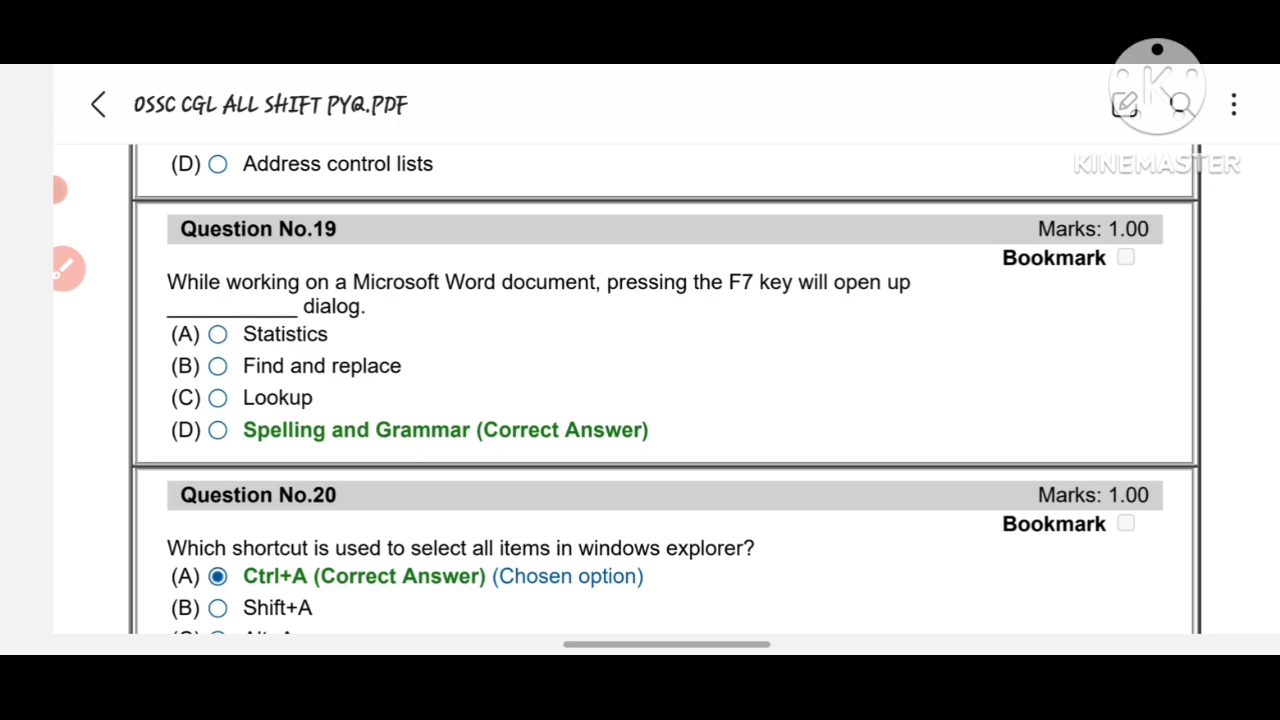 OSSC CGL ALL SHIFT PYQ.PDF
KINEMASTER
(D) Address control lists
Question No.19 Marks: 1.00
Bookmark
While working on a Microsoft Word document, pressing the F7 key will open up
____________ dialog.
(A) Statistics
(B) Find and replace
(C) Lookup
(D) Spelling and Grammar (Correct Answer)
Question No.20 Marks: 1.00
Bookmark
Which shortcut is used to select all items in windows explorer?
(A) Ctrl+A (Correct Answer) (Chosen option)
(B) Shift+A